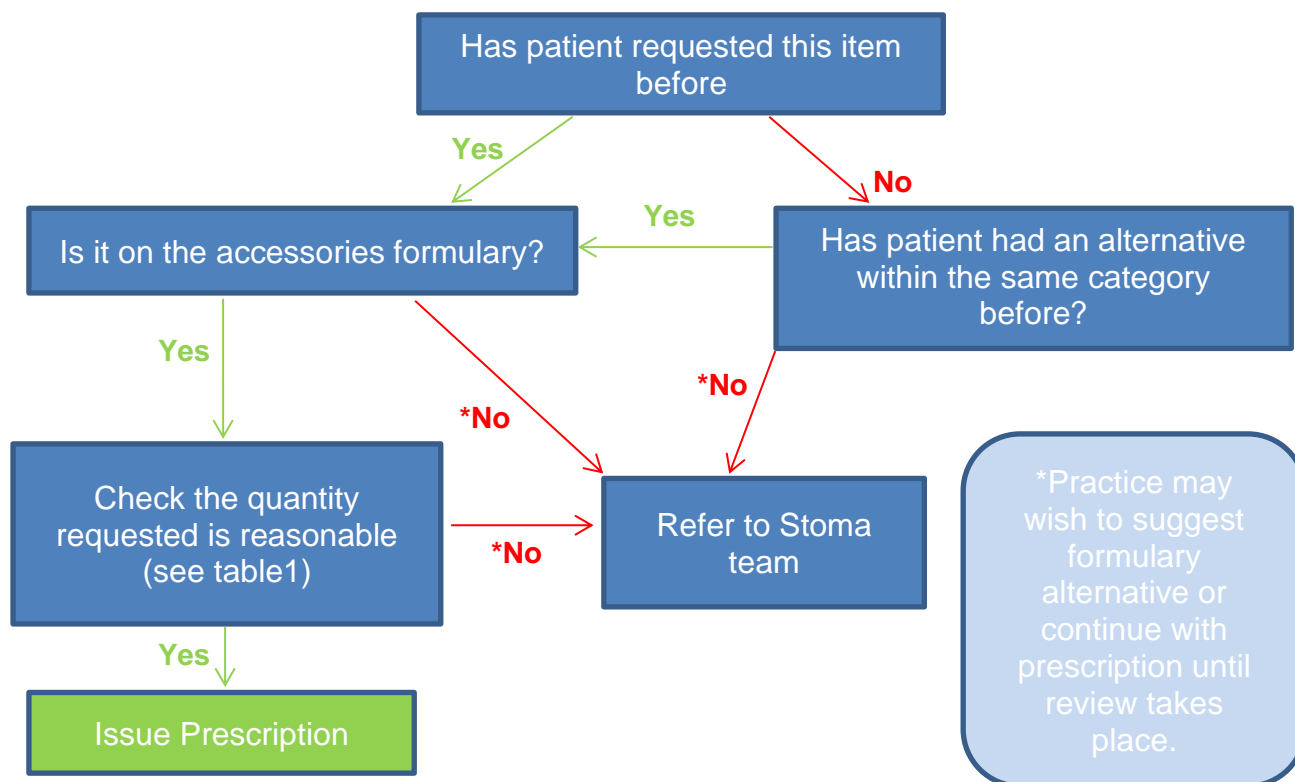 Has patient requested this item
before
Yes
No
Is it on the accessories formulary?
Yes
Has patient had an alternative
within the same category
before?
Yes
*No
*No
Check the quantity
requested is reasonable
(see table1)
*No
Refer to Stoma
team
*Practice may
wish to suggest
formulary
alternative or
continue with
prescription until
review takes
place.
Yes
Issue Prescription